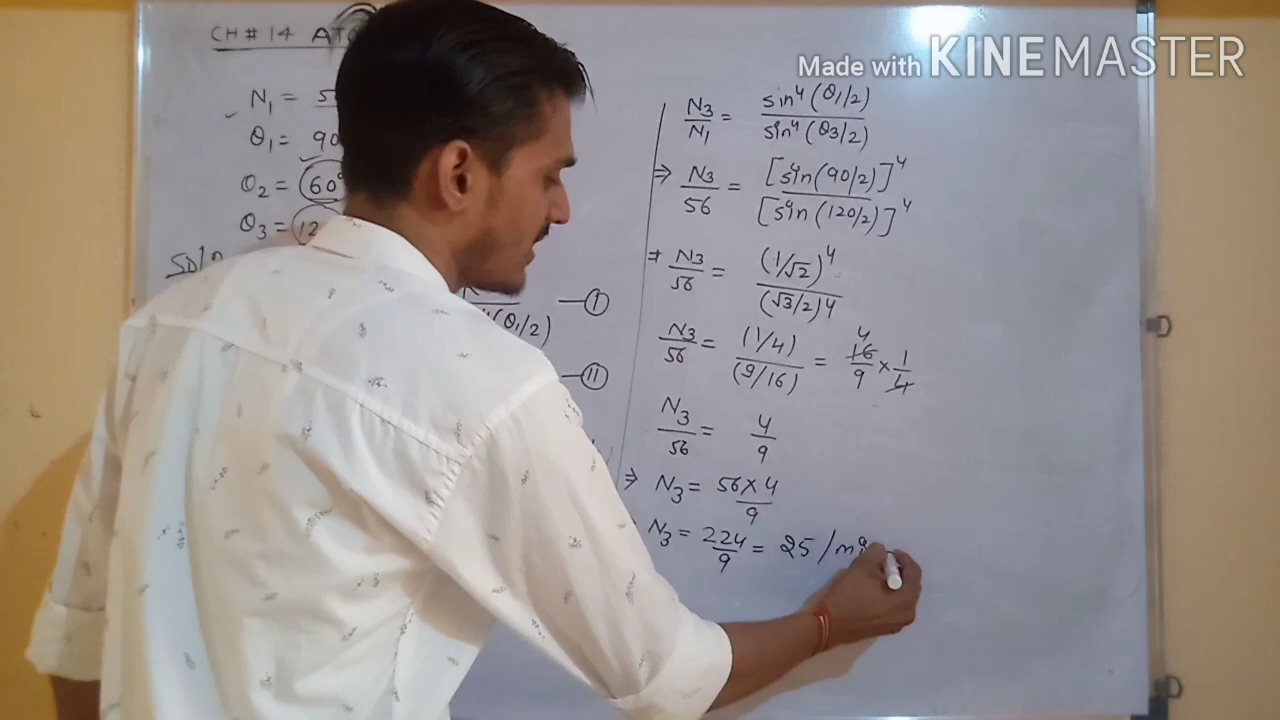 Made with KINEMASTER
CH # 14
N₁ =
θ₁ = 90
θ₂ = 60°
θ₃ = 12
Soln
(θ₁/2) —(I)
—(II)
N₃/N₁ = sin⁴(θ₁/2)/sin⁴(θ₃/2)
⇒ N₃/56 = [sin(90/2)]⁴/[sin(120/2)]⁴
⇒ N₃/56 = (1/√2)⁴/(√3/2)⁴
N₃/56 = (1/4)/(9/16) = 16/9 × 1/4
4
N₃/56 = 4/9
⇒ N₃ = 56×4/9
N₃ = 224/9 = 25 /mi